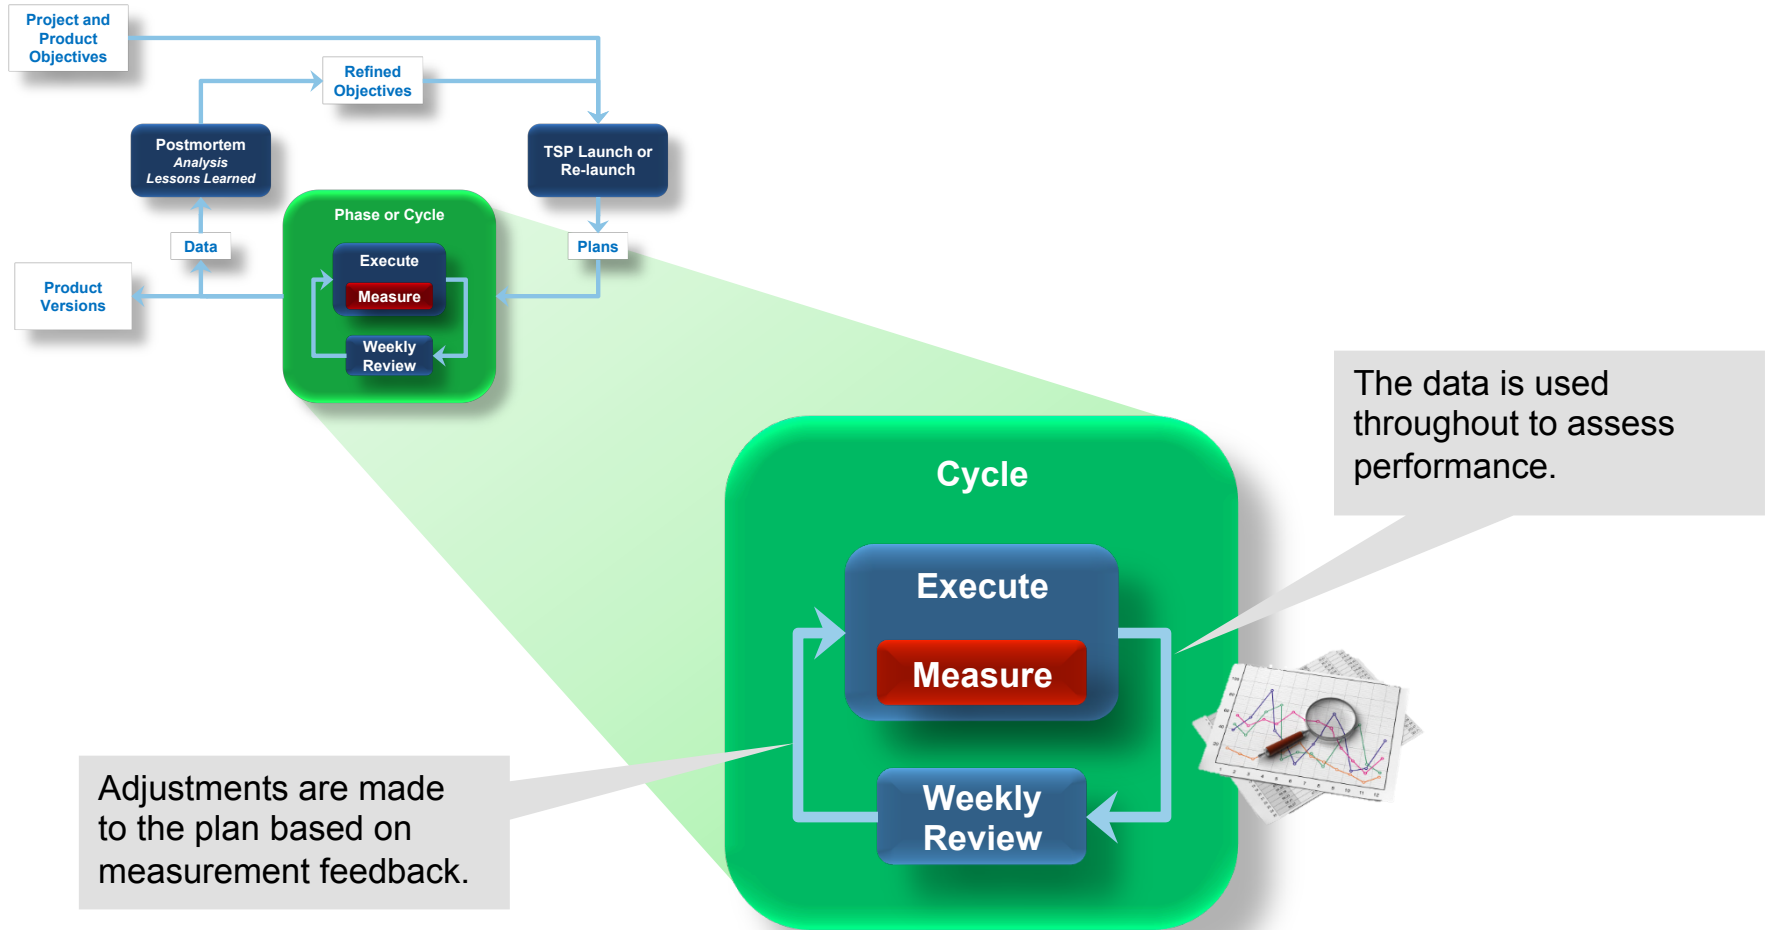 Project and
Product
Objectives
Refined
Objectives
Postmortem
Analysis
Lessons Learned
TSP Launch or
Re-launch
Phase or Cycle
Data
Plans
Execute
Measure
Product
Versions
Weekly
Review
The data is used
throughout to assess
performance.
Cycle
Execute
Measure
Weekly
Review
Adjustments are made
to the plan based on
measurement feedback.